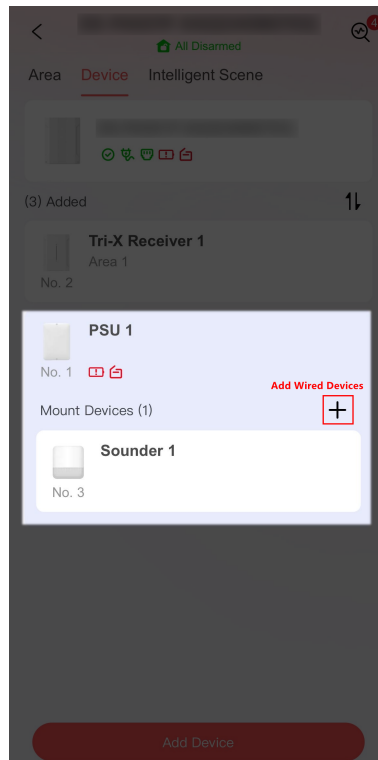 4
All Disarmed
Area Device Intelligent Scene
(3) Added
Tri-X Receiver 1
Area 1
No. 2
PSU 1
No. 1
Add Wired Devices
Mount Devices (1)
Sounder 1
No. 3
Add Device